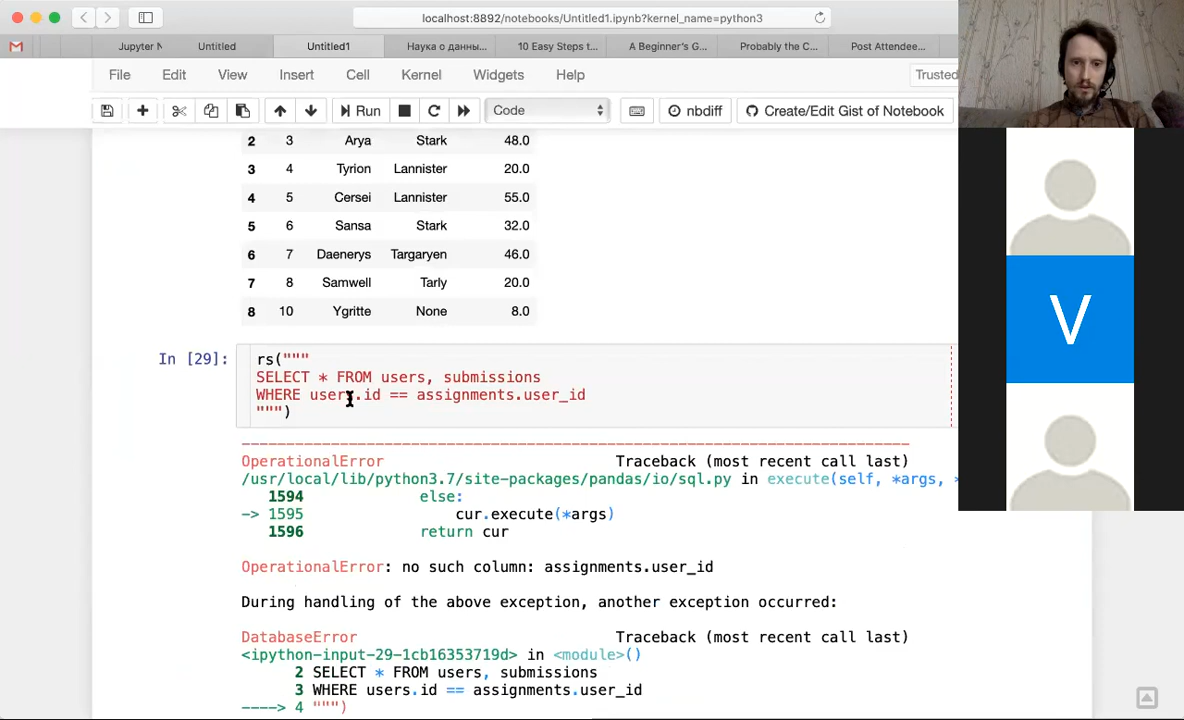 localhost:8892/notebooks/Untitled1.ipynb?kernel_name=python3
Jupyter N Untitled Untitled1 Наука о данны... 10 Easy Steps t... A Beginner's G... Probably the C... Post Attendee...
File Edit View Insert Cell Kernel Widgets Help Trusted
Run Code nbdiff Create/Edit Gist of Notebook
2 3 Arya Stark 48.0
3 4 Tyrion Lannister 20.0
4 5 Cersei Lannister 55.0
5 6 Sansa Stark 32.0
6 7 Daenerys Targaryen 46.0
7 8 Samwell Tarly 20.0
8 10 Ygritte None 8.0
In [29]: rs("""
SELECT * FROM users, submissions
WHERE users.id == assignments.user_id
""")
OperationalError Traceback (most recent call last)
/usr/local/lib/python3.7/site-packages/pandas/io/sql.py in execute(self, *args, *
1594 else:
-> 1595 cur.execute(*args)
1596 return cur
OperationalError: no such column: assignments.user_id
During handling of the above exception, another exception occurred:
DatabaseError Traceback (most recent call last)
<ipython-input-29-1cb16353719d> in <module>()
2 SELECT * FROM users, submissions
3 WHERE users.id == assignments.user_id
----> 4 """)
V